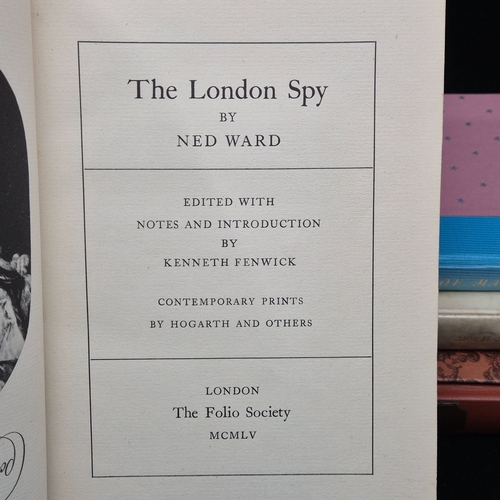 The London Spy
BY
NED WARD
EDITED WITH
NOTES AND INTRODUCTION
BY
KENNETH FENWICK
CONTEMPORARY PRINTS
BY HOGARTH AND OTHERS
LONDON
The Folio Society
MCMLV